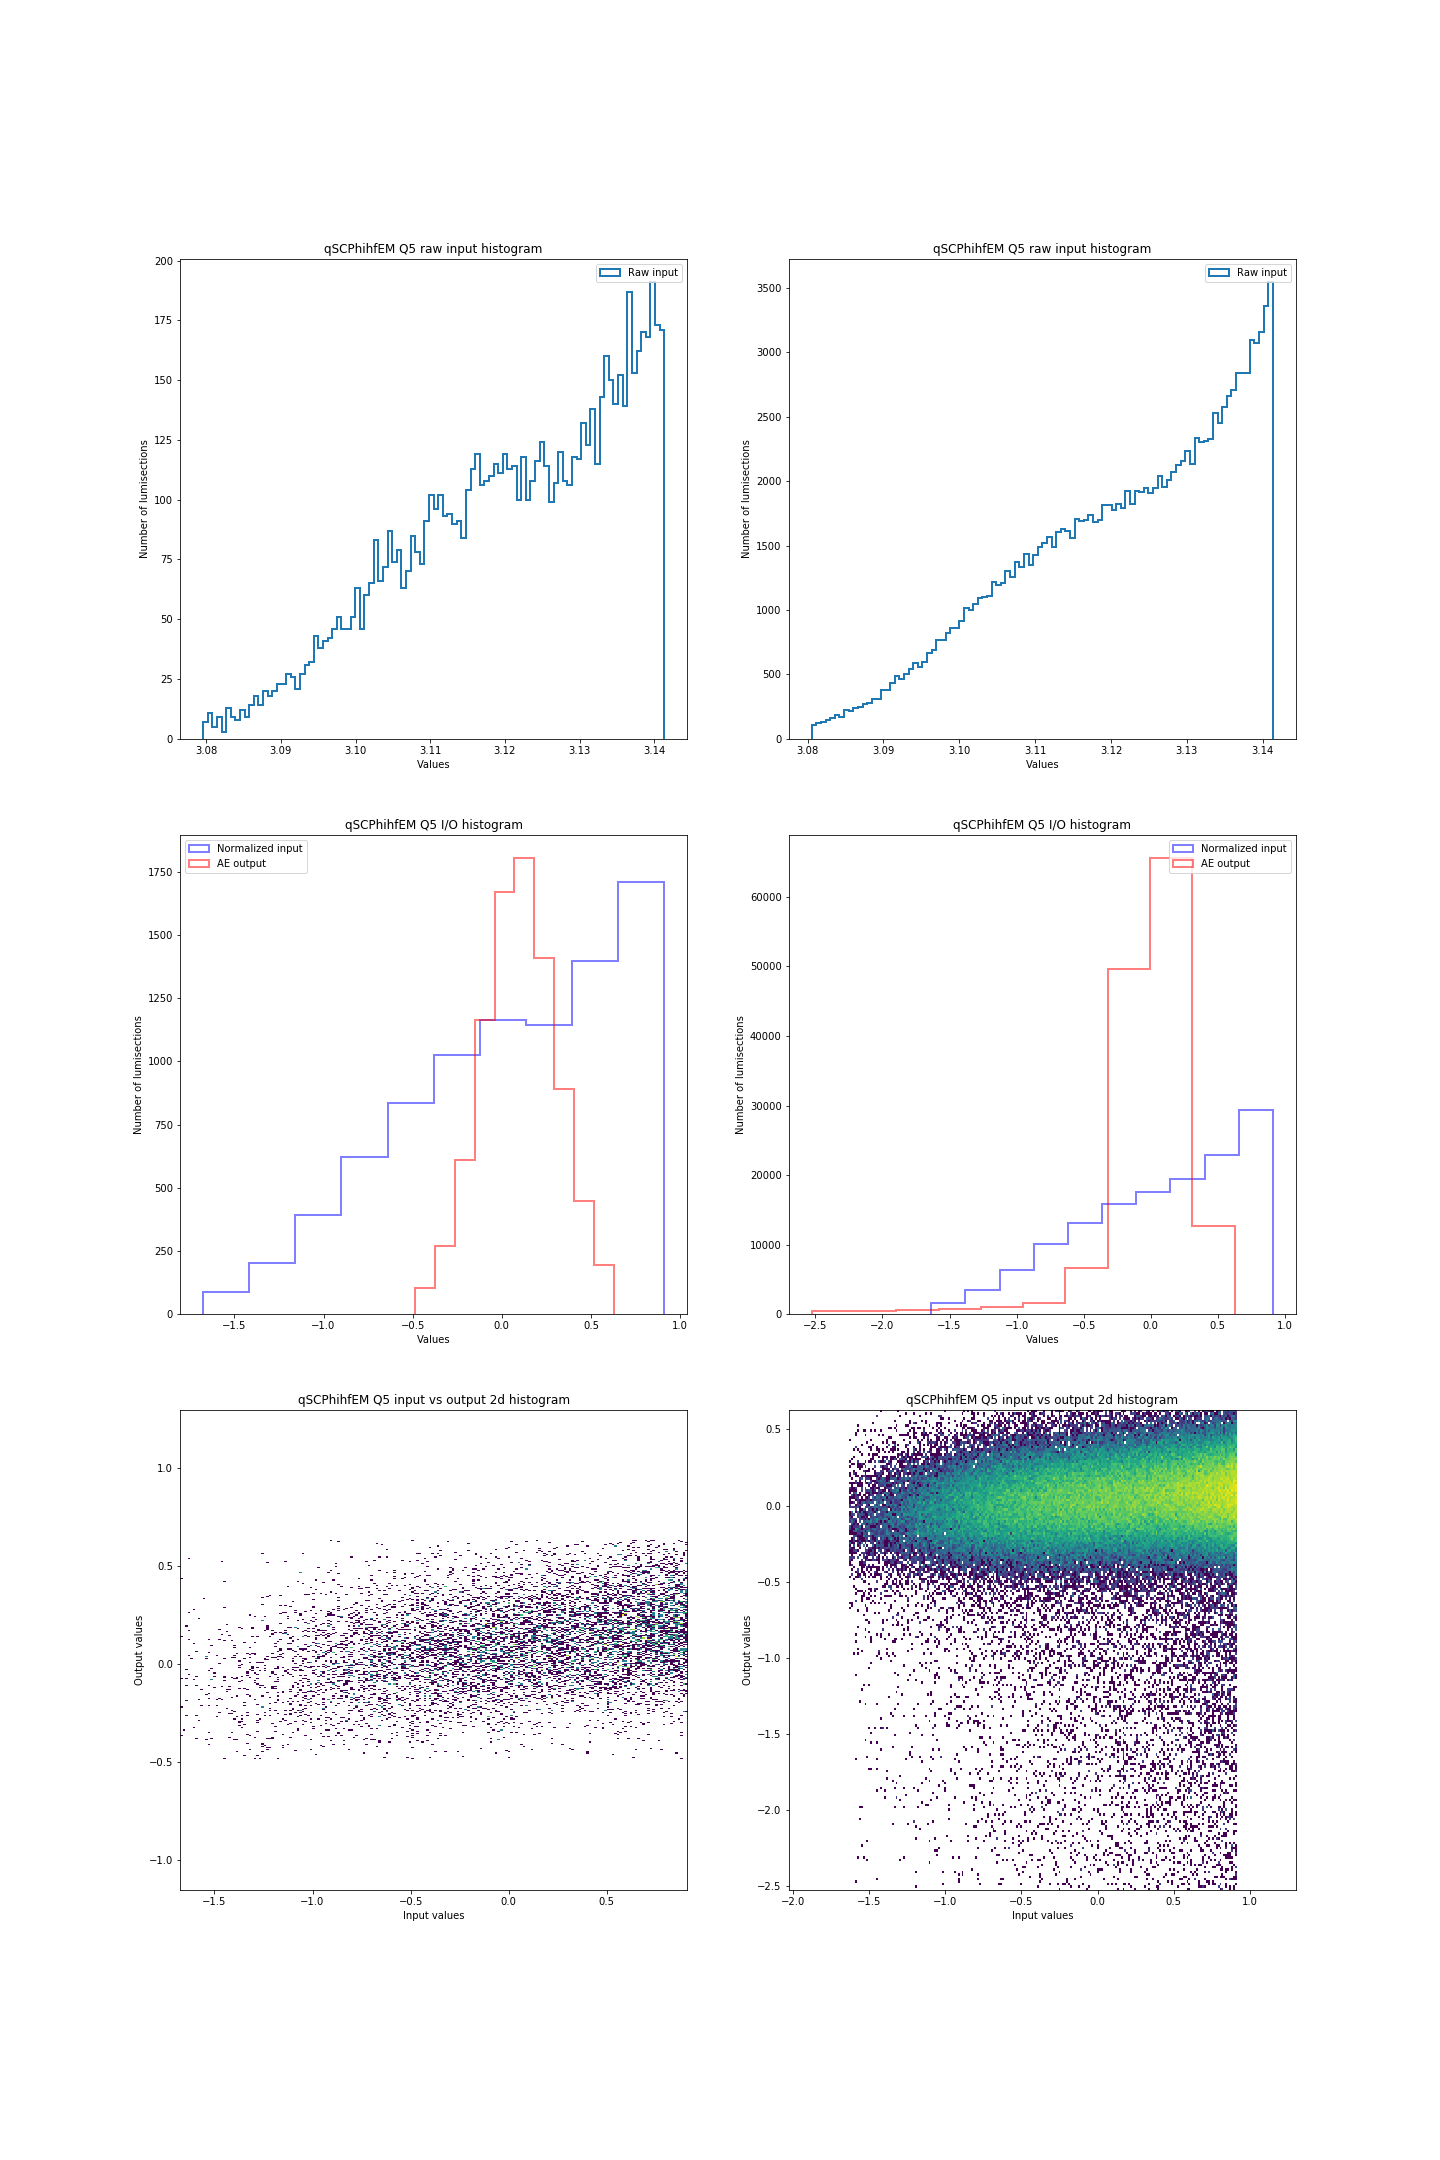 qSCPhihfEM Q5 raw input histogram
Raw input
200
175
150
125
100
75
50
25
0
Number of lumisections
3.08 3.09 3.10 3.11 3.12 3.13 3.14
Values
qSCPhihfEM Q5 raw input histogram
Raw input
3500
3000
2500
2000
1500
1000
500
0
Number of lumisections
3.08 3.09 3.10 3.11 3.12 3.13 3.14
Values
qSCPhihfEM Q5 I/O histogram
Normalized input
AE output
1750
1500
1250
1000
750
500
250
0
Number of lumisections
−1.5 −1.0 −0.5 0.0 0.5 1.0
Values
qSCPhihfEM Q5 I/O histogram
Normalized input
AE output
60000
50000
40000
30000
20000
10000
0
Number of lumisections
−2.5 −2.0 −1.5 −1.0 −0.5 0.0 0.5 1.0
Values
qSCPhihfEM Q5 input vs output 2d histogram
1.0
0.5
0.0
−0.5
−1.0
Output values
−1.5 −1.0 −0.5 0.0 0.5
Input values
qSCPhihfEM Q5 input vs output 2d histogram
0.5
0.0
−0.5
−1.0
−1.5
−2.0
−2.5
Output values
−2.0 −1.5 −1.0 −0.5 0.0 0.5 1.0
Input values